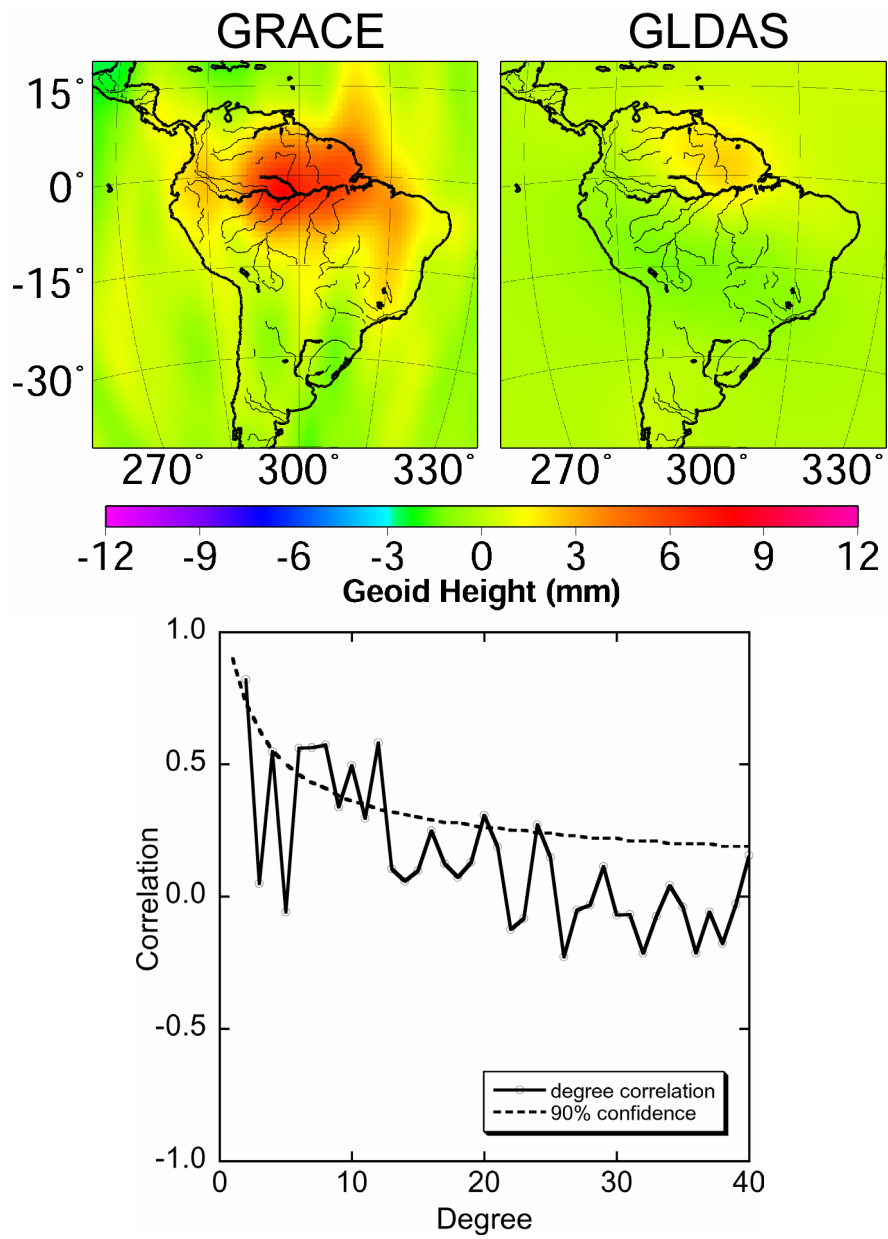 GRACE GLDAS
15°
0°
-15°
-30°
270° 300° 330° 270° 300° 330°
-12 -9 -6 -3 0 3 6 9 12
Geoid Height (mm)
1.0
0.5
0.0
-0.5
-1.0
Correlation
degree correlation
90% confidence
0 10 20 30 40
Degree